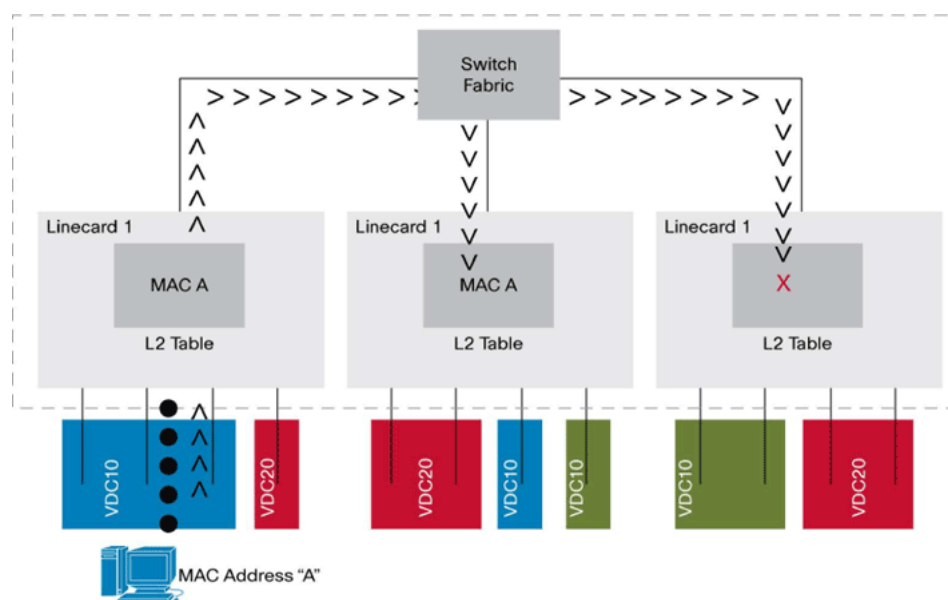 Switch
Fabric
Linecard 1
MAC A
L2 Table
Linecard 1
MAC A
L2 Table
Linecard 1
X
L2 Table
VDC10
VDC20
VDC20
VDC10
VDC10
VDC10
VDC20
MAC Address "A"